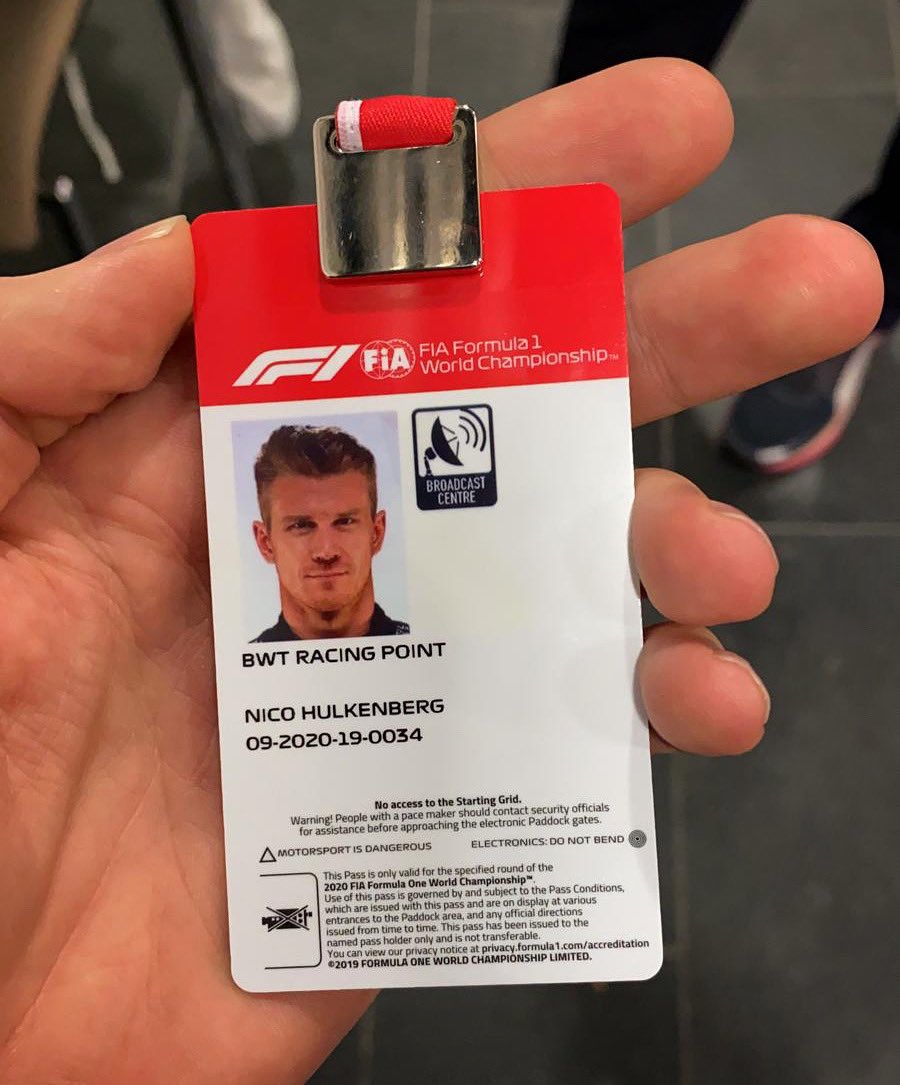 F1 FIA FIA Formula 1
World Championship™
BROADCAST
CENTRE
BWT RACING POINT
NICO HULKENBERG
09-2020-19-0034
No access to the Starting Grid.
Warning! People with a pace maker should contact security officials
for assistance before approaching the electronic Paddock gates.
MOTORSPORT IS DANGEROUS ELECTRONICS: DO NOT BEND
This Pass is only valid for the specified round of the
2020 FIA Formula One World Championship™.
Use of this pass is governed by and subject to the Pass Conditions,
which are issued with this pass and are on display at various
entrances to the Paddock area, and any official directions
issued from time to time. This pass has been issued to the
named pass holder only and is not transferable.
You can view our privacy notice at privacy.formula1.com/accreditation
©2019 FORMULA ONE WORLD CHAMPIONSHIP LIMITED.